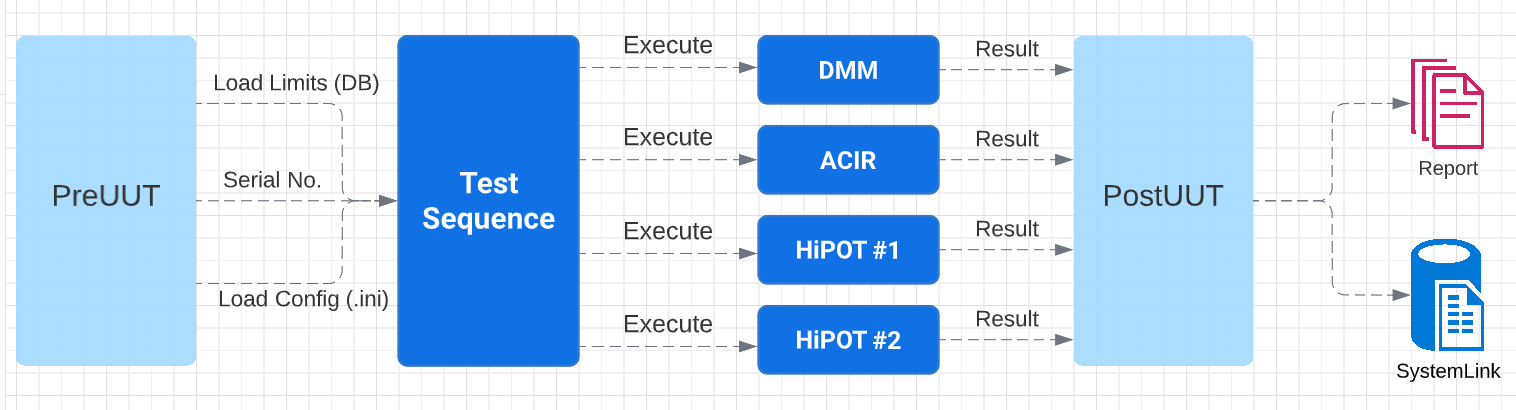 PreUUT
Load Limits (DB)
Serial No.
Load Config (.ini)
Test
Sequence
Execute
Execute
Execute
Execute
DMM
ACIR
HiPOT #1
HiPOT #2
Result
Result
Result
Result
PostUUT
Report
SystemLink